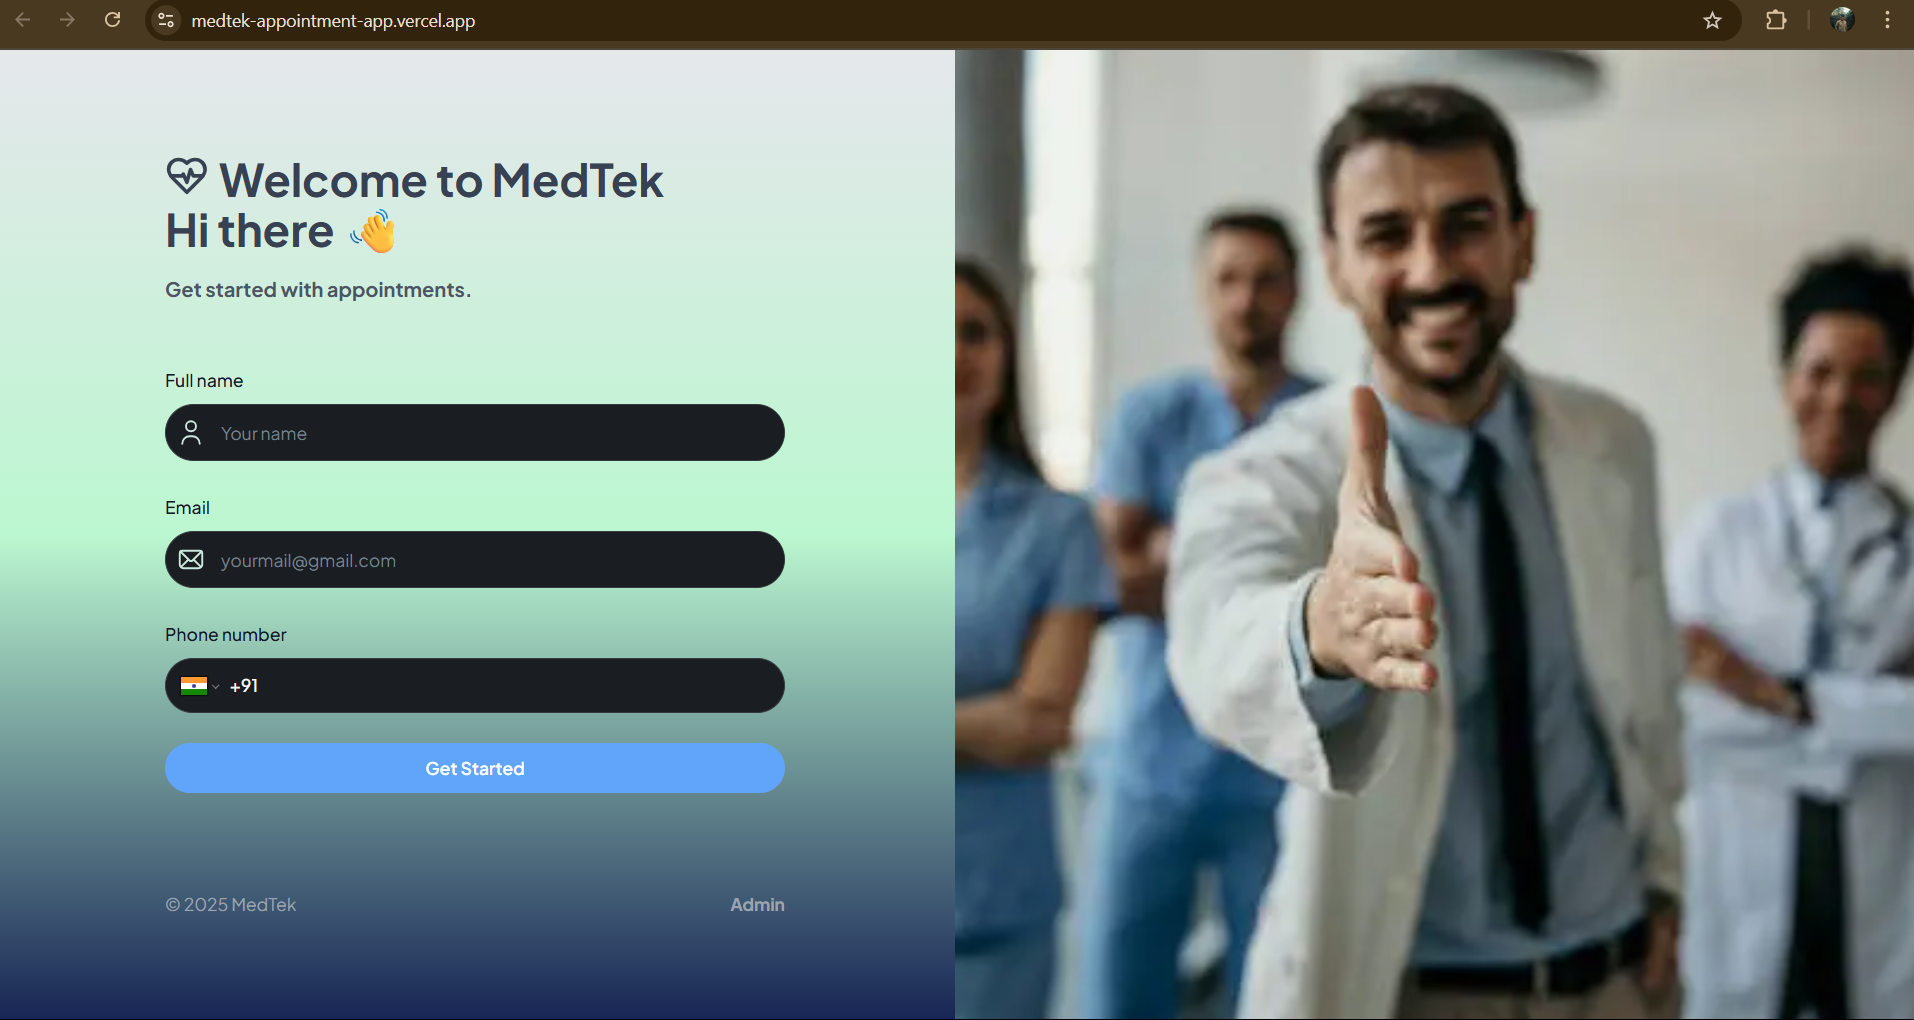 medtek-appointment-app.vercel.app
Welcome to MedTek
Hi there 👋
Get started with appointments.
Full name
Your name
Email
yourmail@gmail.com
Phone number
+91
Get Started
© 2025 MedTek
Admin